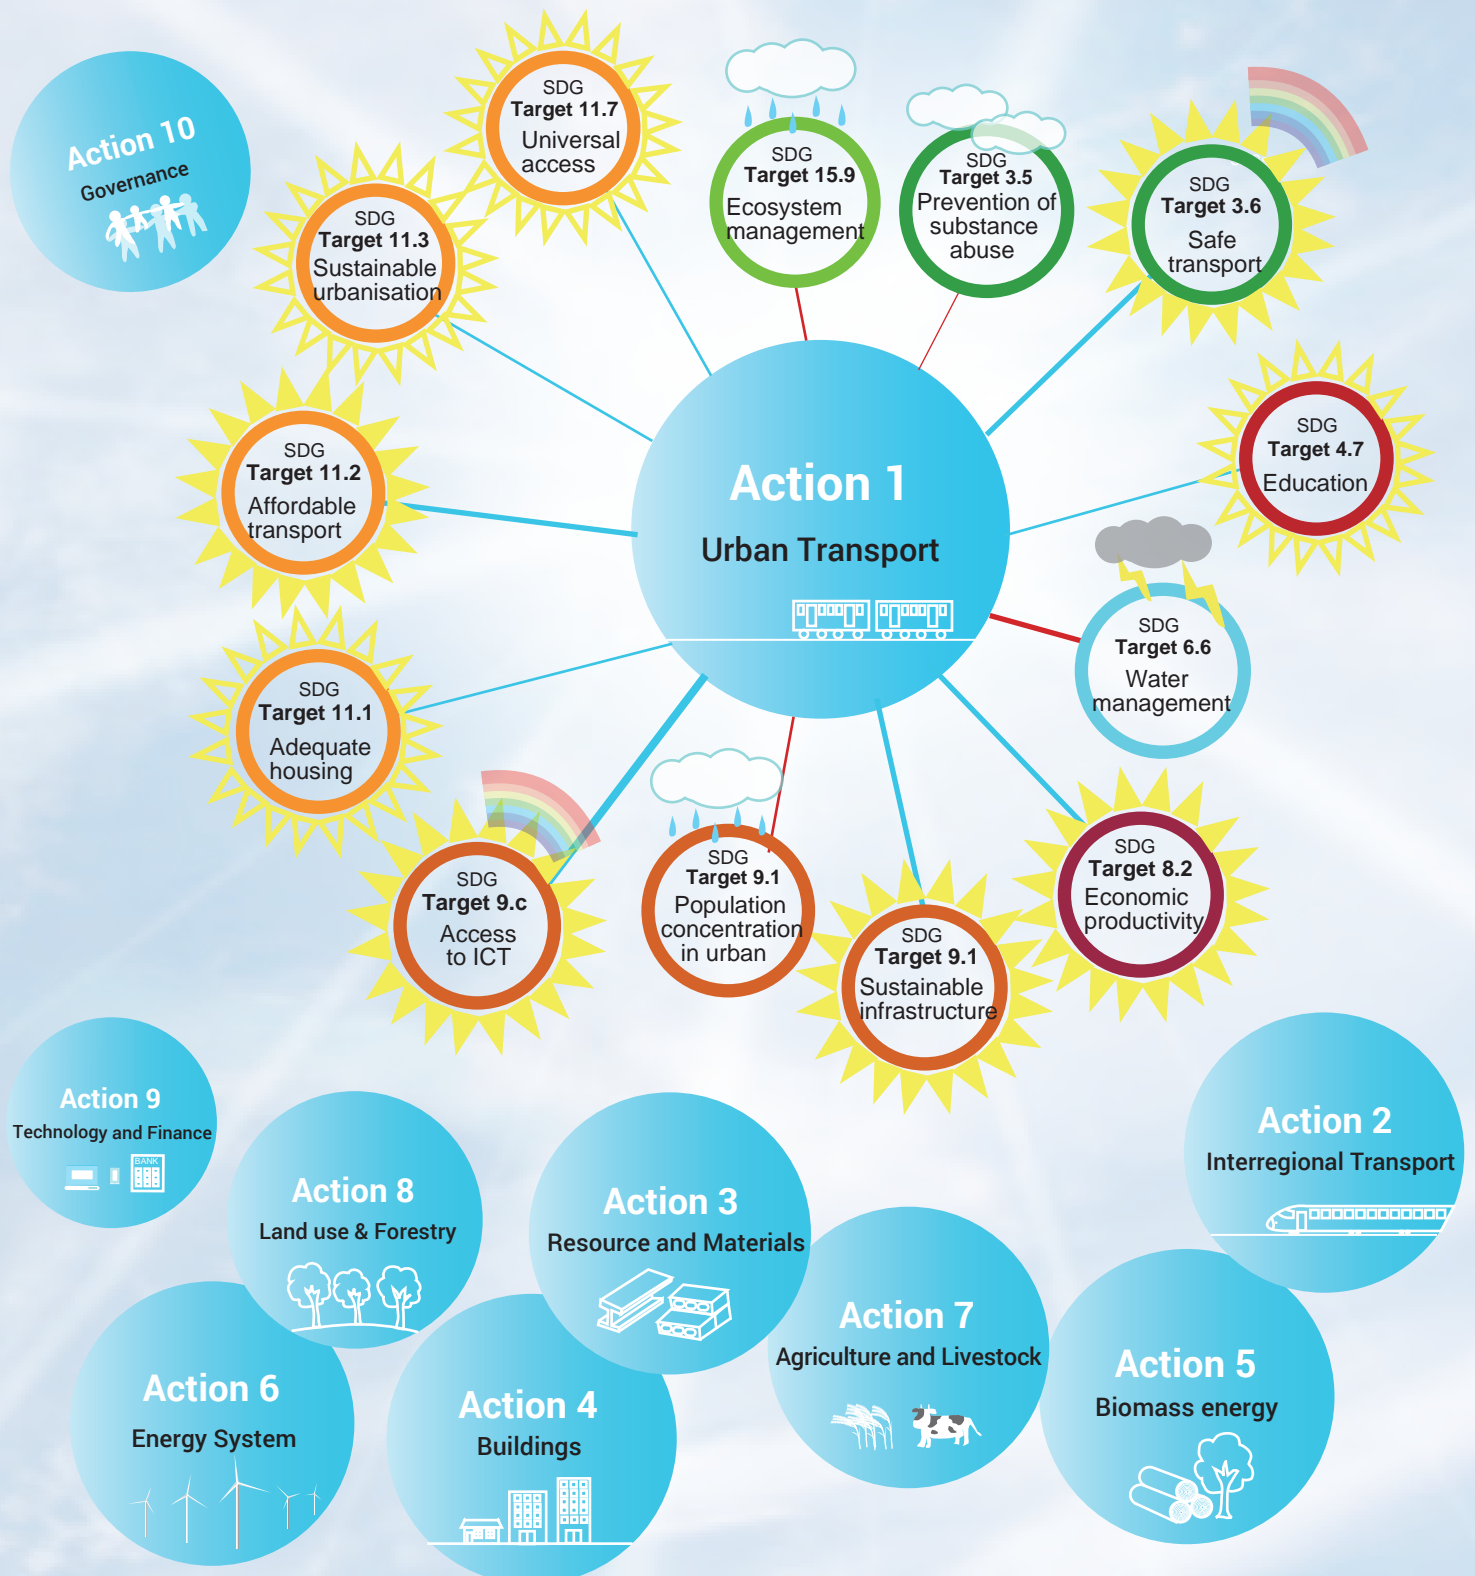 Action 10
Governance
SDG
Target 11.7
Universal
access
SDG
Target 15.9
Ecosystem
management
SDG
Target 3.5
Prevention of
substance
abuse
SDG
Target 3.6
Safe
transport
SDG
Target 11.3
Sustainable
urbanisation
SDG
Target 11.2
Affordable
transport
Action 1
Urban Transport
SDG
Target 4.7
Education
SDG
Target 6.6
Water
management
SDG
Target 11.1
Adequate
housing
SDG
Target 9.c
Access
to ICT
SDG
Target 9.1
Population
concentration
in urban
SDG
Target 9.1
Sustainable
infrastructure
SDG
Target 8.2
Economic
productivity
Action 9
Technology and Finance
BANK
Action 8
Land use & Forestry
Action 3
Resource and Materials
Action 2
Interregional Transport
Action 6
Energy System
Action 4
Buildings
Action 7
Agriculture and Livestock
Action 5
Biomass energy